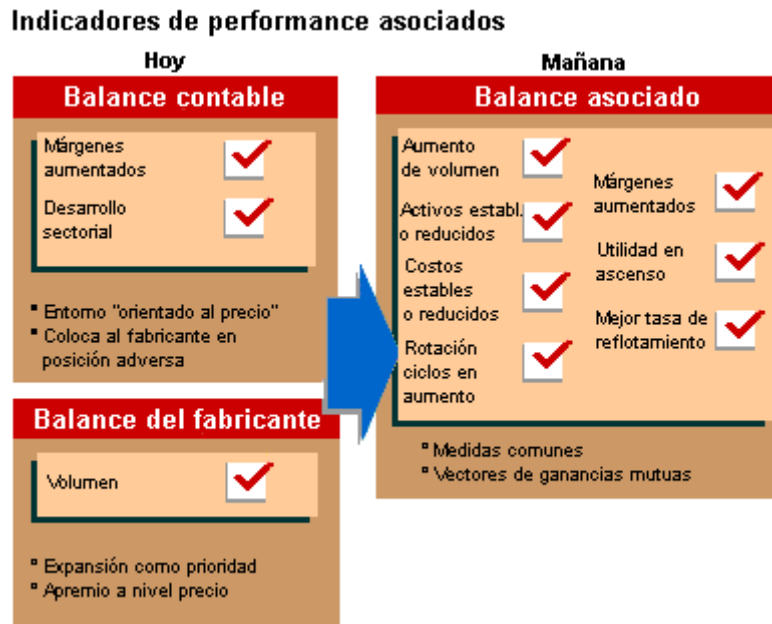 Indicadores de performance asociados
Hoy
Balance contable
Márgenes
aumentados
Desarrollo
sectorial
Entorno "orientado al precio"
Coloca al fabricante en
posición adversa
Balance del fabricante
Volumen
Expansión como prioridad
Apremio a nivel precio
Mañana
Balance asociado
Aumento
de volumen
Activos establ.
o reducidos
Costos
estables
o reducidos
Rotación
ciclos en
aumento
Márgenes
aumentados
Utilidad en
ascenso
Mejor tasa de
reflotamiento
Medidas comunes
Vectores de ganancias mutuas